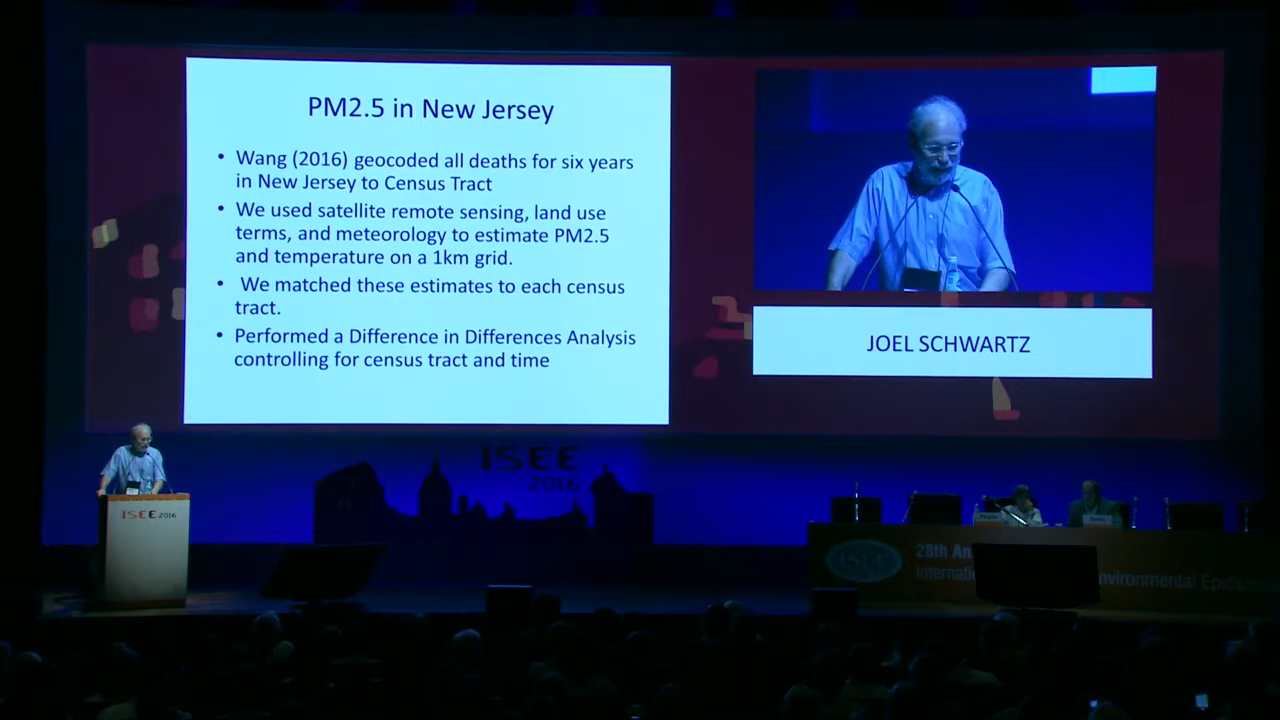 PM2.5 in New Jersey
• Wang (2016) geocoded all deaths for six years
in New Jersey to Census Tract
• We used satellite remote sensing, land use
terms, and meteorology to estimate PM2.5
and temperature on a 1km grid.
• We matched these estimates to each census
tract.
• Performed a Difference in Differences Analysis
controlling for census tract and time
JOEL SCHWARTZ
ISEE
2016
ISEE 2016
ISEE
28th An
Internatio
nvironmental Epide